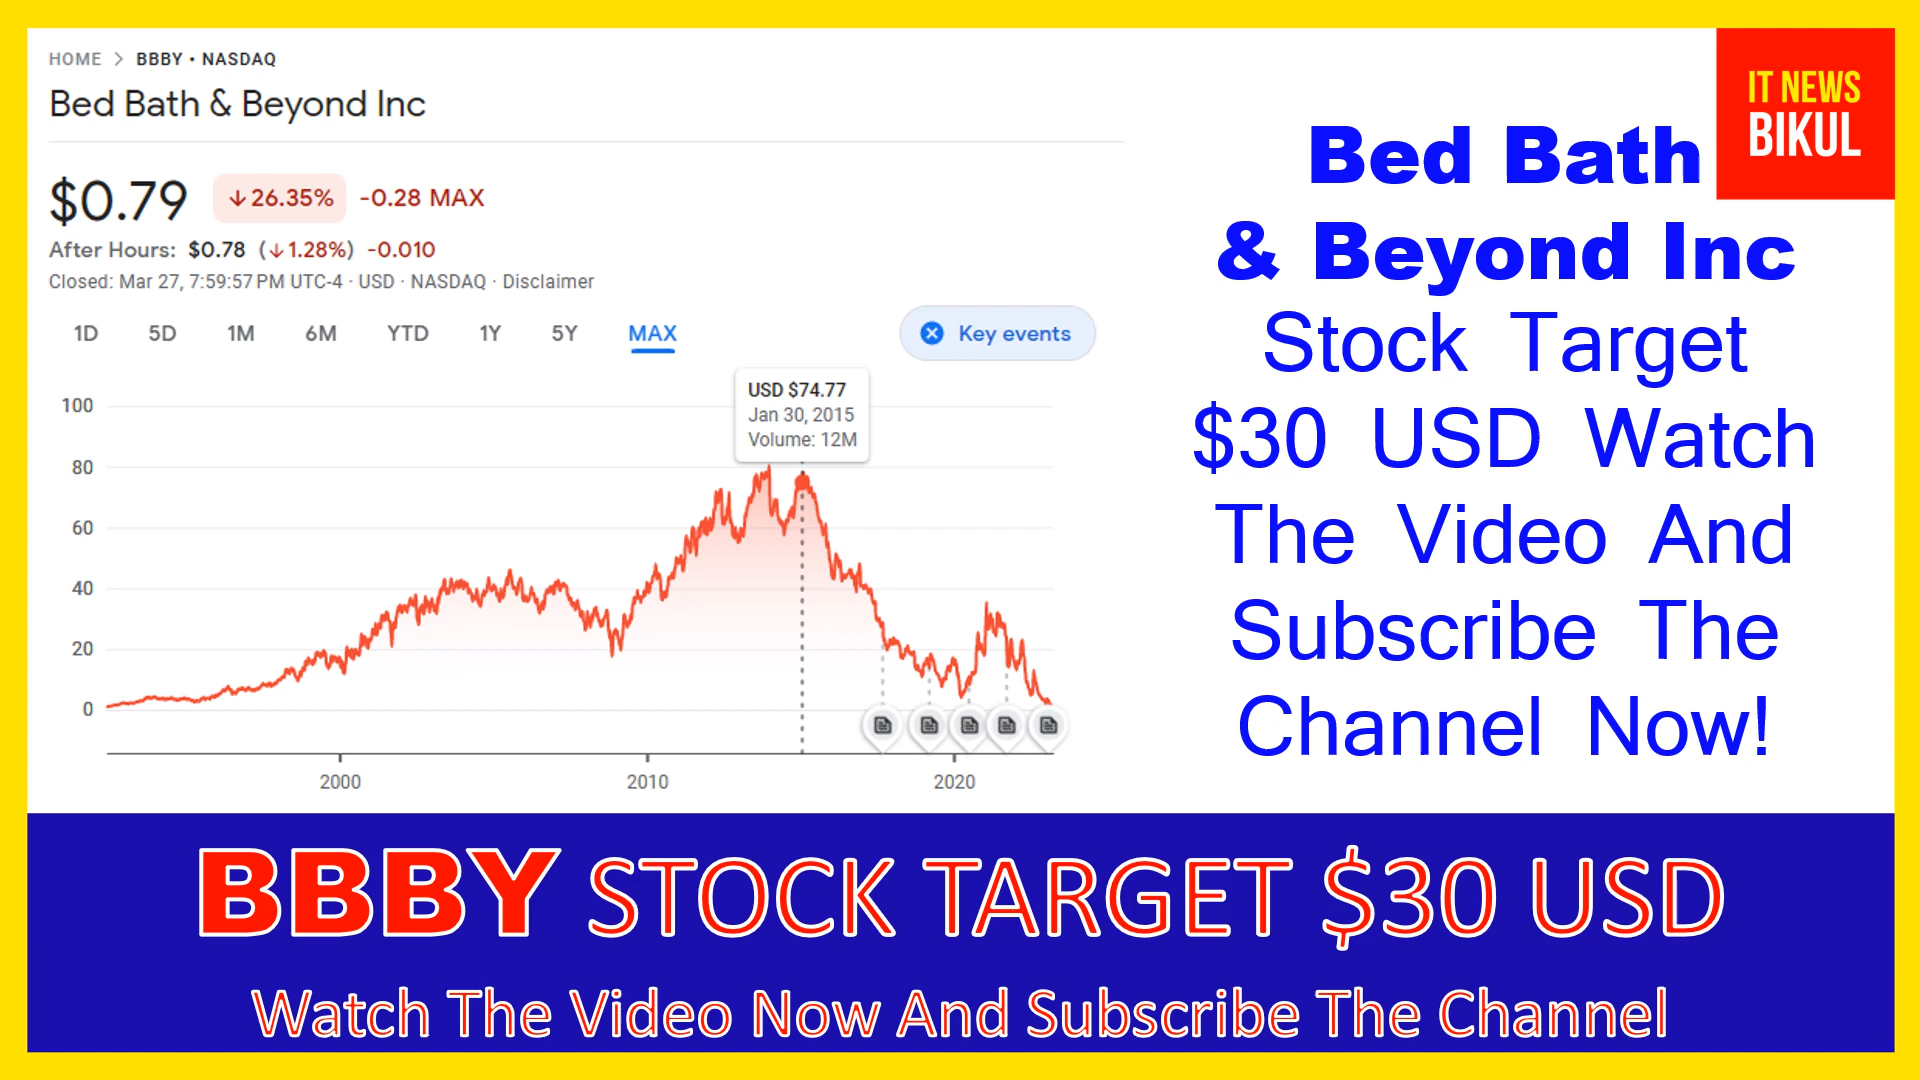 HOME > BBBY • NASDAQ
Bed Bath & Beyond Inc
$0.79 ↓26.35% -0.28 MAX
After Hours: $0.78 (↓1.28%) -0.010
Closed: Mar 27, 7:59:57 PM UTC-4 · USD · NASDAQ · Disclaimer
1D 5D 1M 6M YTD 1Y 5Y MAX Key events
USD $74.77
Jan 30, 2015
Volume: 12M
100
80
60
40
20
0
2000 2010 2020
IT NEWS
BIKUL
Bed Bath
& Beyond Inc
Stock Target
$30 USD Watch
The Video And
Subscribe The
Channel Now!
BBBY STOCK TARGET $30 USD
Watch The Video Now And Subscribe The Channel